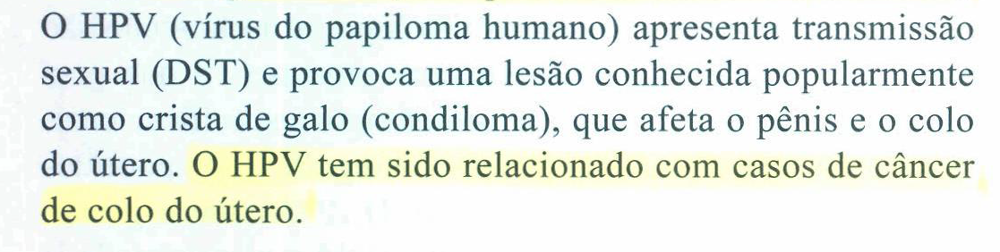 O HPV (vírus do papiloma humano) apresenta transmissão
sexual (DST) e provoca uma lesão conhecida popularmente
como crista de galo (condiloma), que afeta o pênis e o colo
do útero. O HPV tem sido relacionado com casos de câncer
de colo do útero.